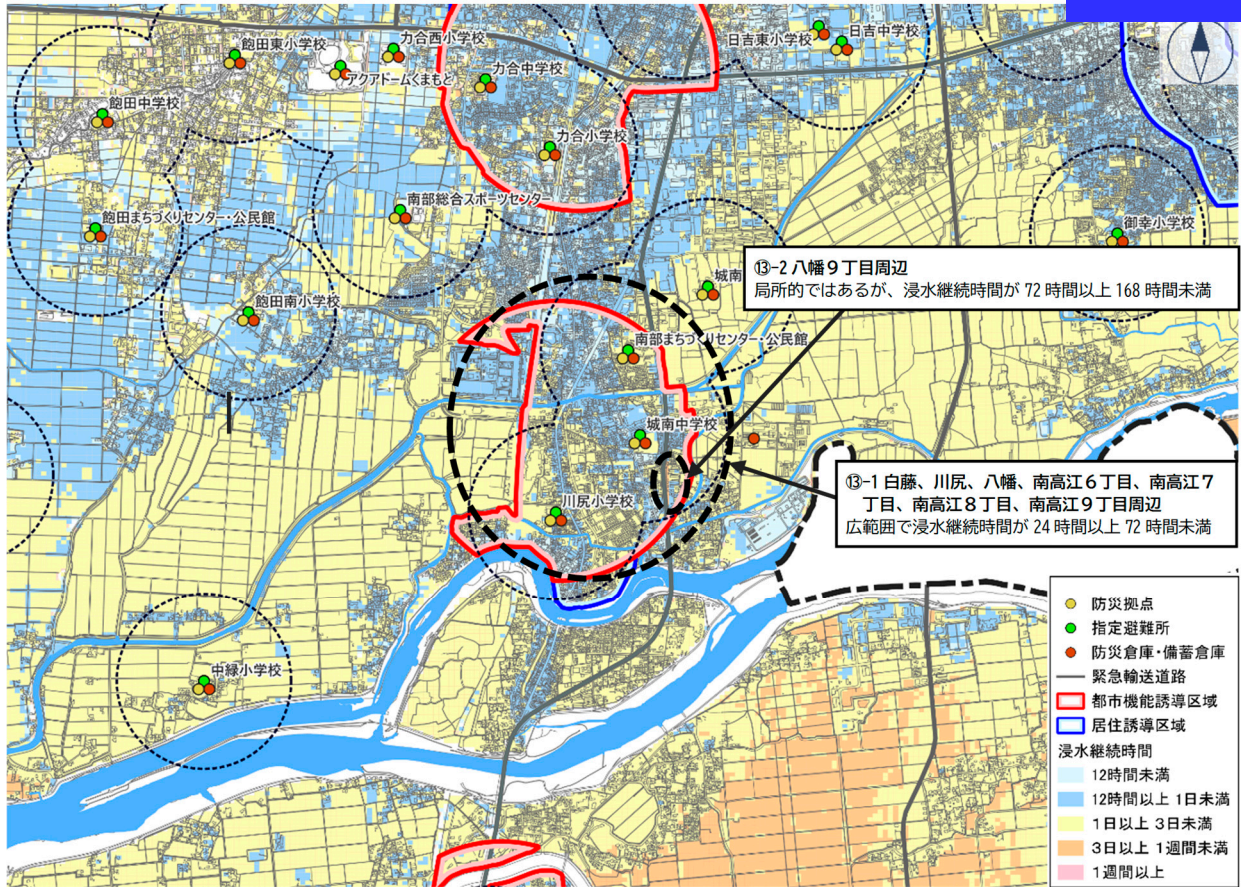 飽田東小学校
力合西小学校
日吉東小学校
日吉中学校
アクアドームくまもと
力合中学校
飽田中学校
力合小学校
南部総合スポーツセンター
飽田まちづくりセンター・公民館
御幸小学校
⑬-2 八幡９丁目周辺
局所的ではあるが、浸水継続時間が 72 時間以上 168 時間未満
城南
飽田南小学校
南部まちづくりセンター・公民館
城南中学校
⑬-1 白藤、川尻、八幡、南高江６丁目、南高江７
丁目、南高江８丁目、南高江９丁目周辺
広範囲で浸水継続時間が 24 時間以上 72 時間未満
川尻小学校
中緑小学校
防災拠点
指定避難所
防災倉庫・備蓄倉庫
緊急輸送道路
都市機能誘導区域
居住誘導区域
浸水継続時間
12時間未満
12時間以上 1日未満
1日以上 3日未満
3日以上 1週間未満
1週間以上